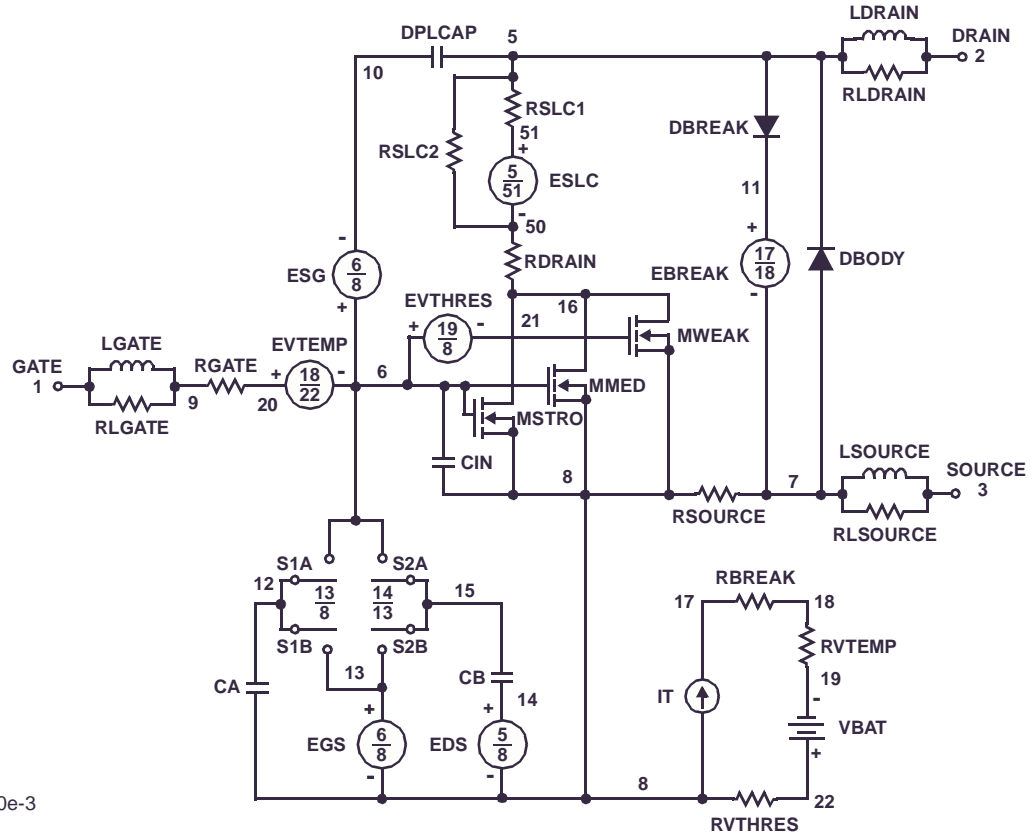 LDRAIN
DPLCAP 5 DRAIN
10 2
RLDRAIN
RSLC1
DBREAK
51
+
RSLC2
5
51
ESLC
11
-
50
-
+
RDRAIN
17
18
6
8
ESG
EBREAK
DBODY
+
EVTHRES
16
-
+ 19
8 -
21
MWEAK
LGATE
EVTEMP
GATE
RGATE
+ 18
22 -
6
MMED
1
9
20
MSTRO
RLGATE
LSOURCE
CIN
8
7
SOURCE
3
RSOURCE
RLSOURCE
S1A
S2A
RBREAK
12
13
8
14
13
15
17
18
S1B
S2B
RVTEMP
13
CB
19
CA
14
IT
-
+
+
VBAT
EGS
6
8
EDS
5
8
+
-
-
8
22
0e-3
RVTHRES